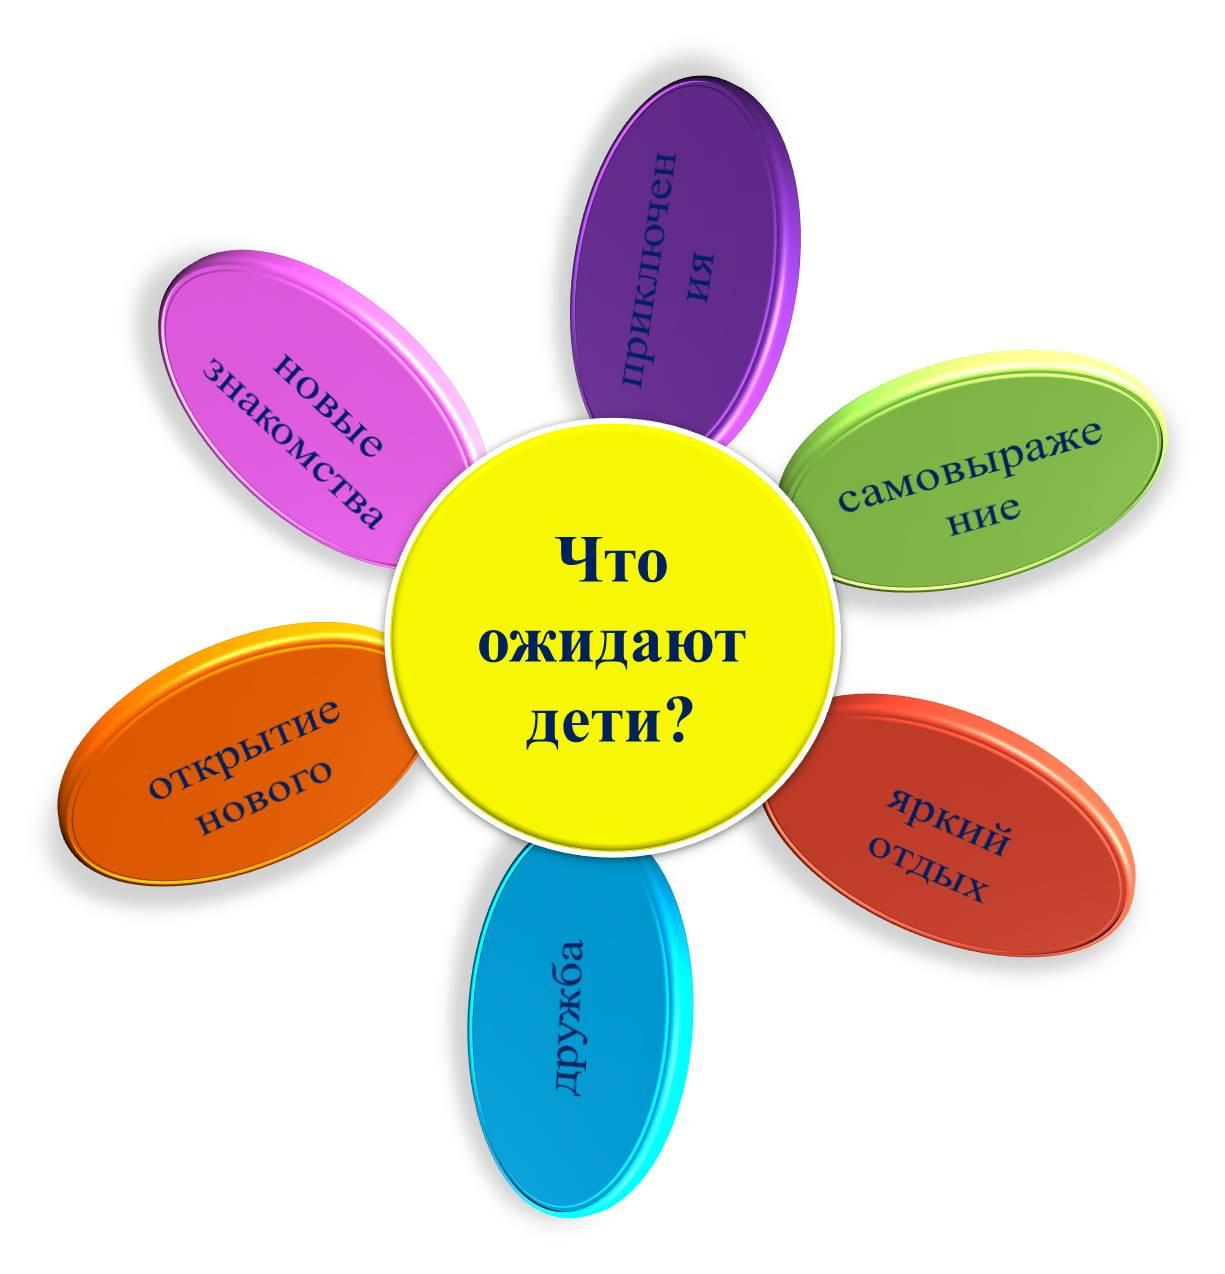 Что
ожидают
дети?
приключен
ия
самовыраже
ние
яркий
отдых
дружба
открытие
нового
новые
знакомства